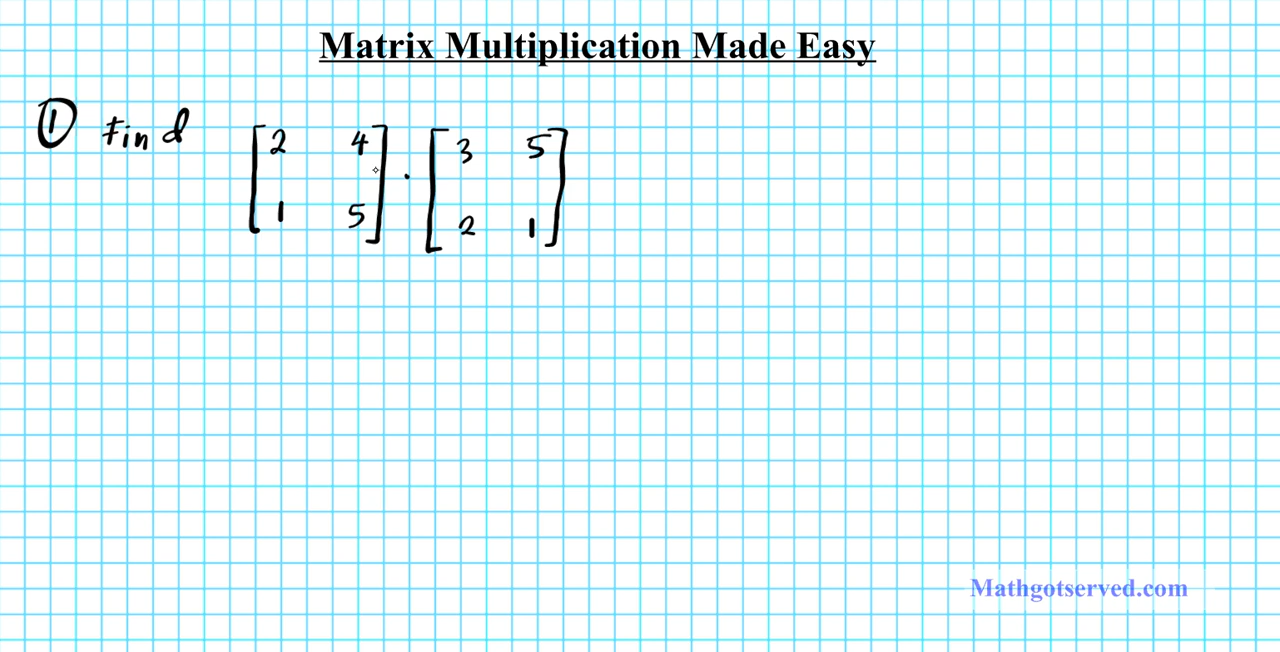 Matrix Multiplication Made Easy
① Find [2 4] · [3 5]
[1 5] [2 1]
Mathgotserved.com